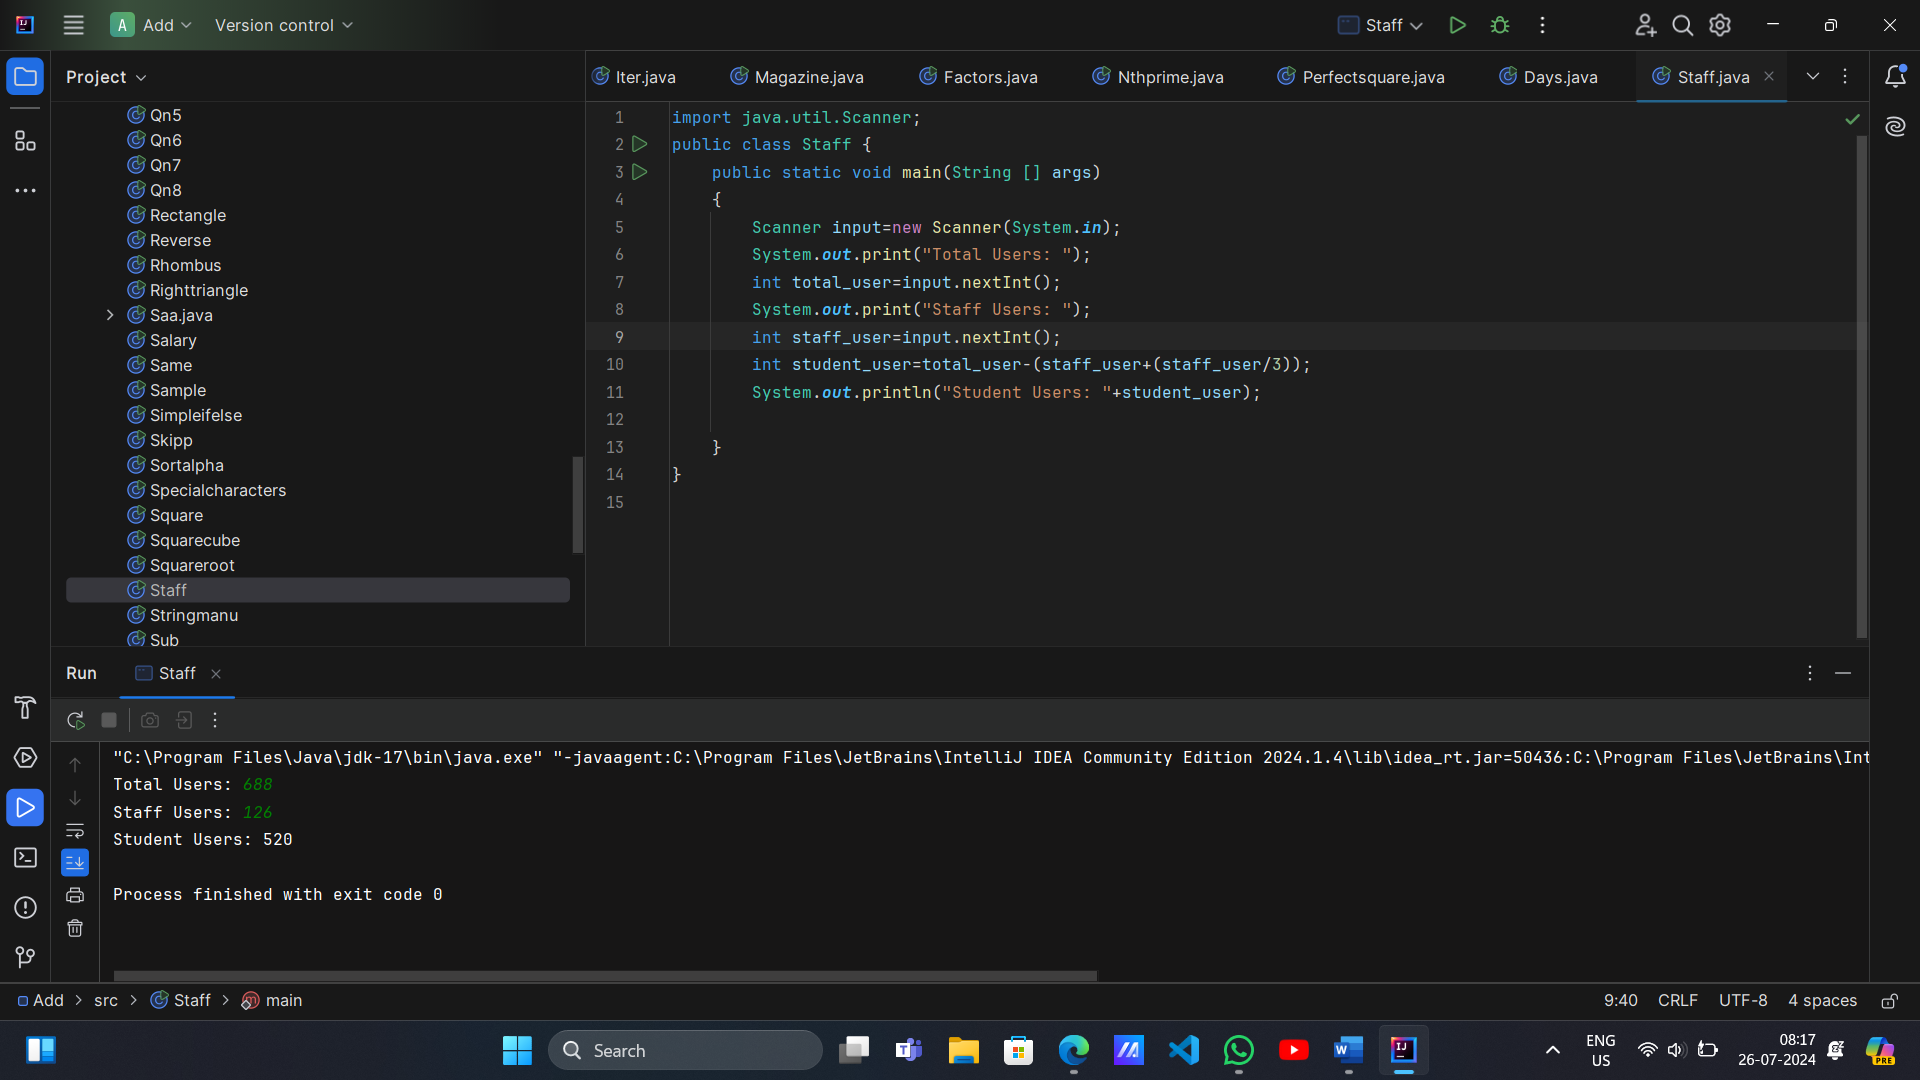 Add
Version control
Staff
Project
Iter.java
Magazine.java
Factors.java
Nthprime.java
Perfectsquare.java
Days.java
Staff.java
Qn5
Qn6
Qn7
Qn8
Rectangle
Reverse
Rhombus
Righttriangle
Saa.java
Salary
Same
Sample
Simpleifelse
Skipp
Sortalpha
Specialcharacters
Square
Squarecube
Squareroot
Staff
Stringmanu
Sub
1 import java.util.Scanner;
2 public class Staff {
3 public static void main(String [] args)
4 {
5 Scanner input=new Scanner(System.in);
6 System.out.print("Total Users: ");
7 int total_user=input.nextInt();
8 System.out.print("Staff Users: ");
9 int staff_user=input.nextInt();
10 int student_user=total_user-(staff_user+(staff_user/3));
11 System.out.println("Student Users: "+student_user);
12
13 }
14 }
15
Run
Staff
"C:\Program Files\Java\jdk-17\bin\java.exe" "-javaagent:C:\Program Files\JetBrains\IntelliJ IDEA Community Edition 2024.1.4\lib\idea_rt.jar=50436:C:\Program Files\JetBrains\Int
Total Users: 688
Staff Users: 126
Student Users: 520
Process finished with exit code 0
Add > src > Staff > main
9:40 CRLF UTF-8 4 spaces
Search
ENG
US
08:17
26-07-2024